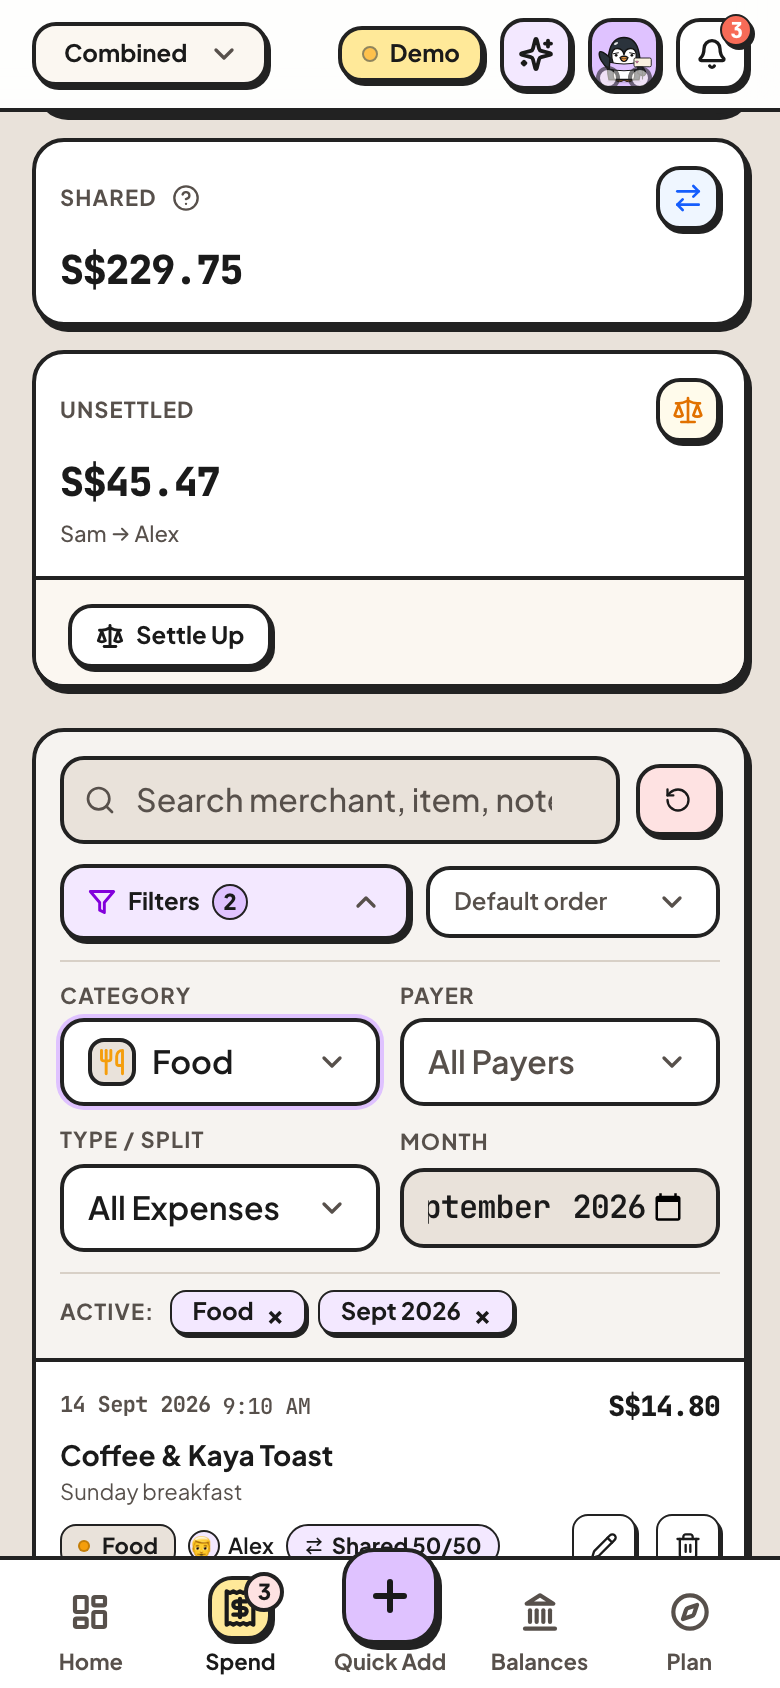 Combined
Demo
3
SHARED
S$229.75
UNSETTLED
S$45.47
Sam → Alex
Settle Up
Search merchant, item, note
Filters 2
Default order
CATEGORY
PAYER
Food
All Payers
TYPE / SPLIT
MONTH
All Expenses
ptember 2026
ACTIVE: Food × Sept 2026 ×
14 Sept 2026 9:10 AM
S$14.80
Coffee & Kaya Toast
Sunday breakfast
Food
Alex
Shared 50/50
3
Home
Spend
Quick Add
Balances
Plan